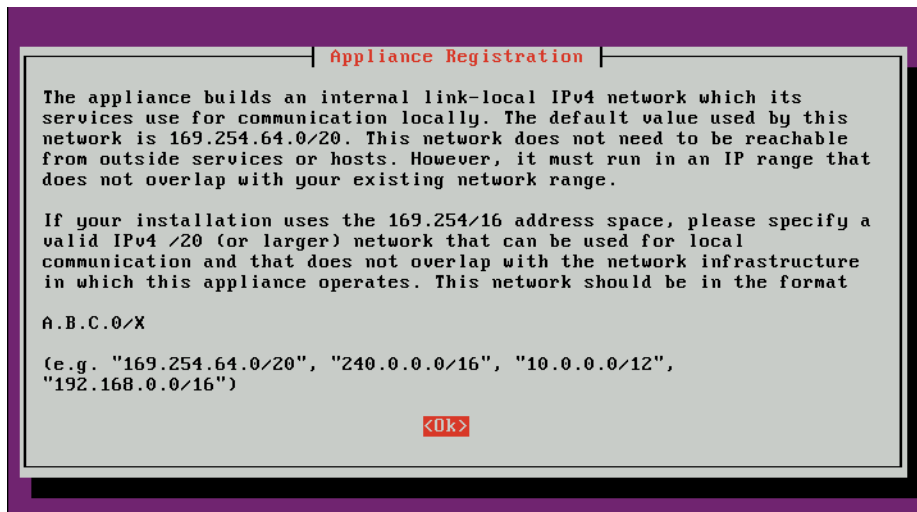 Appliance Registration
The appliance builds an internal link-local IPv4 network which its
services use for communication locally. The default value used by this
network is 169.254.64.0/20. This network does not need to be reachable
from outside services or hosts. However, it must run in an IP range that
does not overlap with your existing network range.
If your installation uses the 169.254/16 address space, please specify a
valid IPv4 /20 (or larger) network that can be used for local
communication and that does not overlap with the network infrastructure
in which this appliance operates. This network should be in the format
A.B.C.0/X
(e.g. "169.254.64.0/20", "240.0.0.0/16", "10.0.0.0/12",
"192.168.0.0/16")
<Ok>